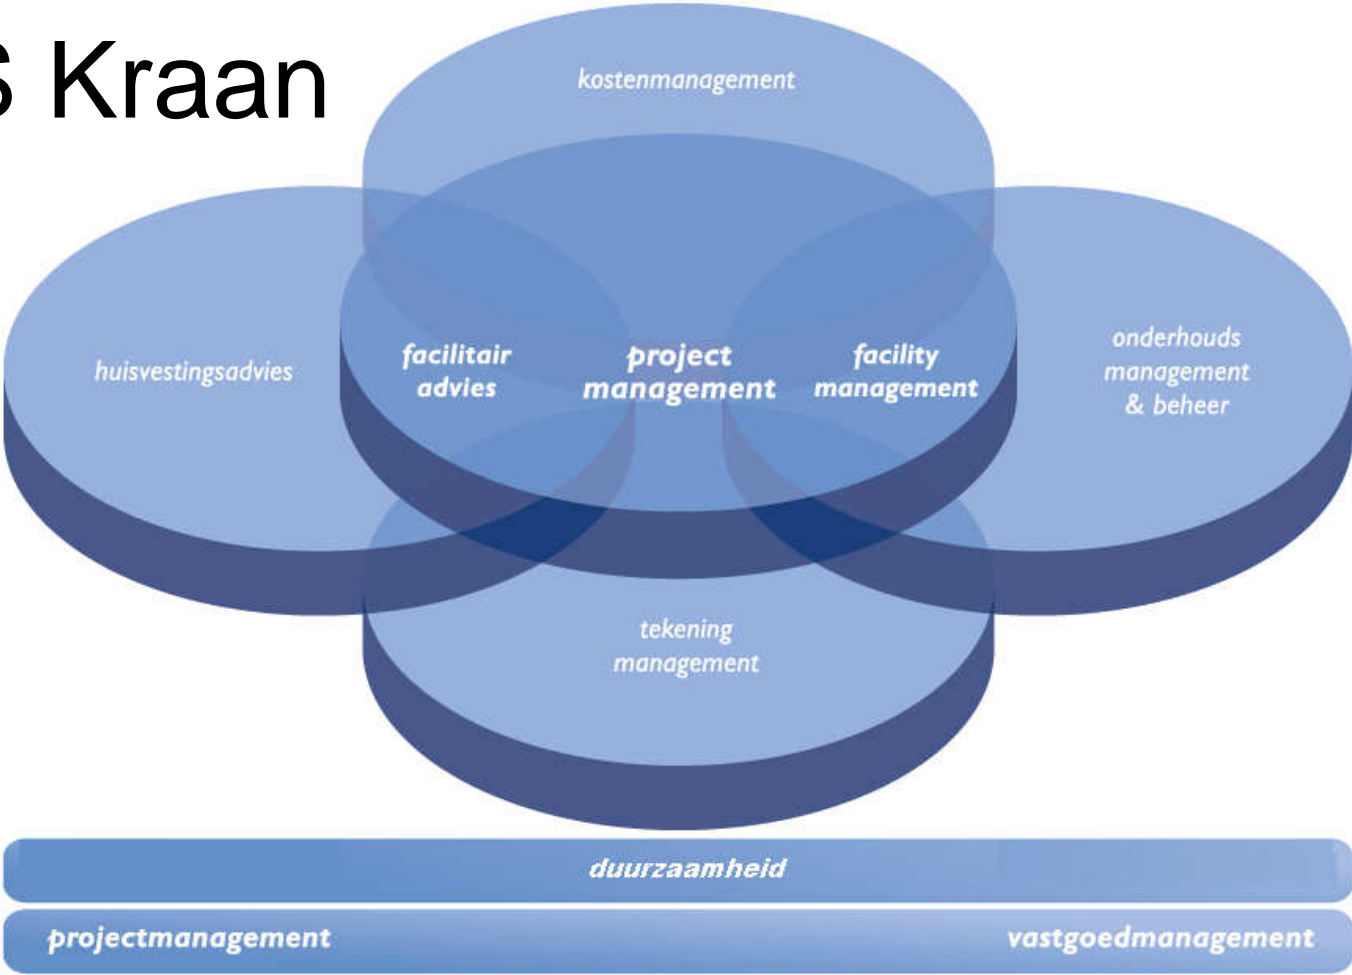 S Kraan
kostenmanagement
huisvestingsadvies
facilitair
advies
project
management
facility
management
onderhouds
management
& beheer
tekening
management
duurzaamheid
projectmanagement
vastgoedmanagement